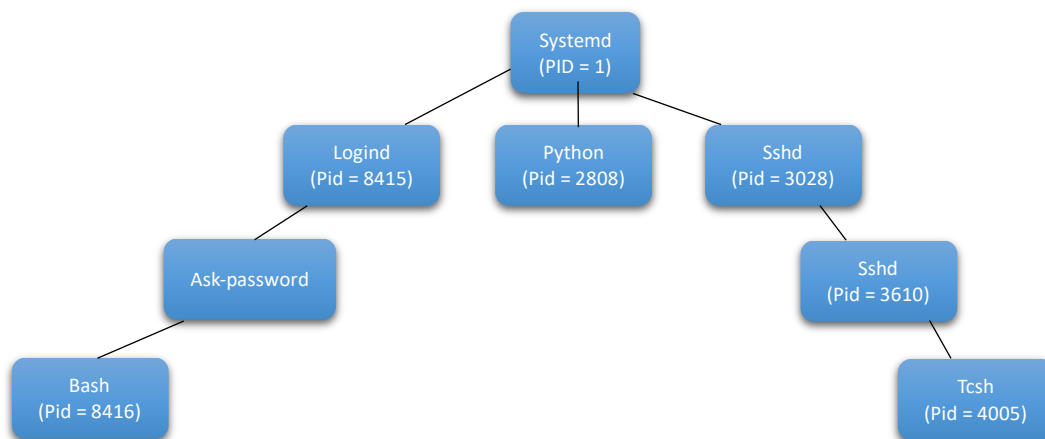 Systemd
(PID = 1)
Logind
(Pid = 8415)
Python
(Pid = 2808)
Sshd
(Pid = 3028)
Ask-password
Sshd
(Pid = 3610)
Bash
(Pid = 8416)
Tcsh
(Pid = 4005)